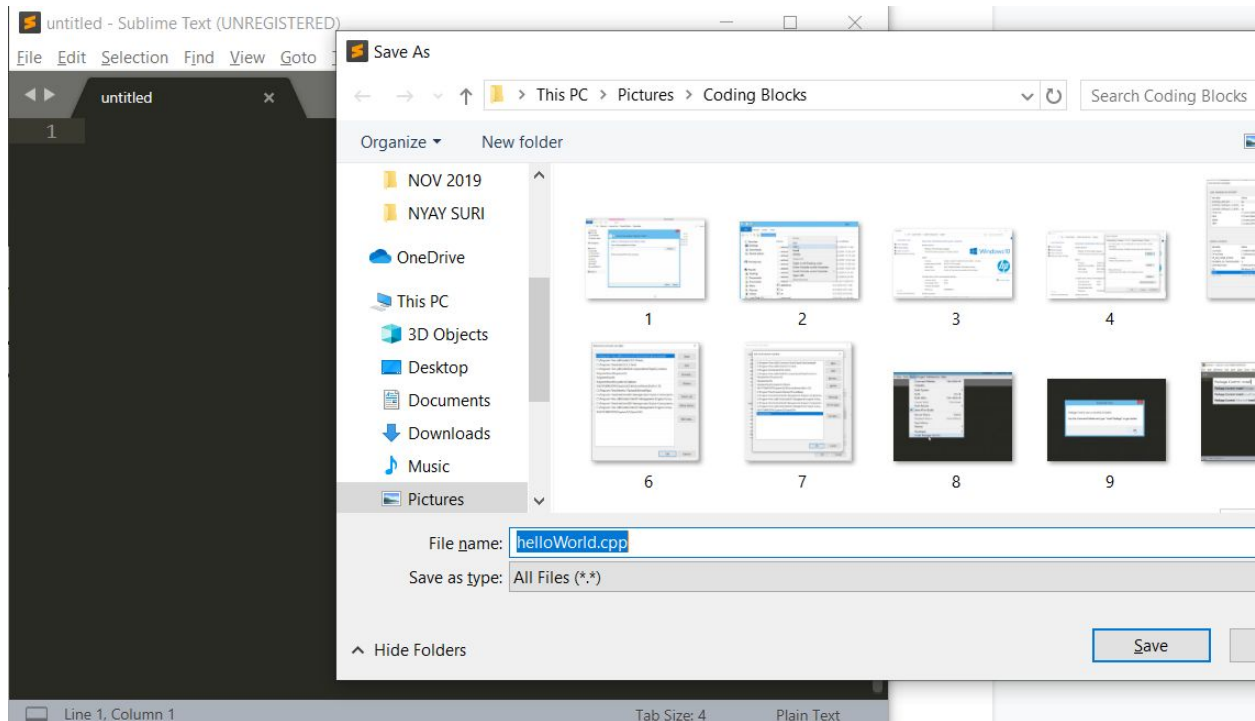 untitled - Sublime Text (UNREGISTERED)
File Edit Selection Find View Goto
untitled
1
Save As
This PC > Pictures > Coding Blocks
Search Coding Blocks
Organize New folder
NOV 2019
NYAY SURI
OneDrive
This PC
3D Objects
Desktop
Documents
Downloads
Music
Pictures
1 2 3 4
6 7 8 9
File name: helloWorld.cpp
Save as type: All Files (*.*)
Hide Folders
Save
Line 1, Column 1 Tab Size: 4 Plain Text